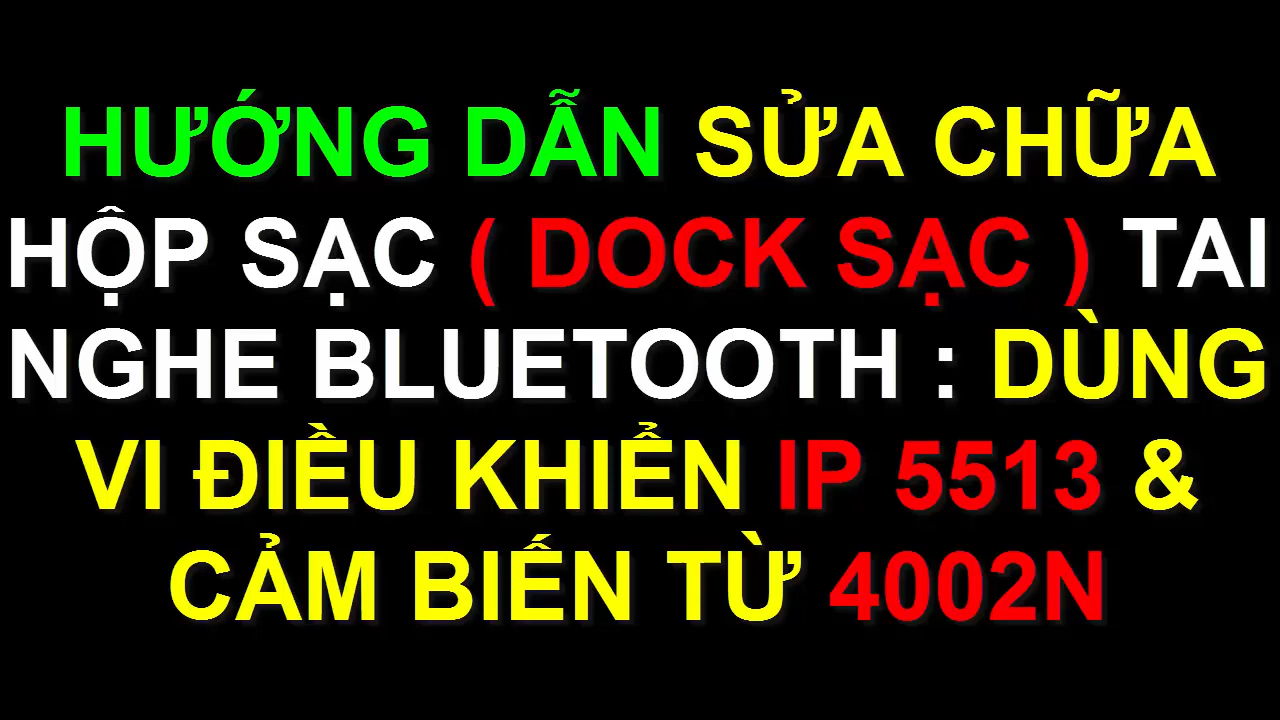 HƯỚNG DẪN SỬA CHỮA
HỘP SẠC ( DOCK SẠC ) TAI
NGHE BLUETOOTH : DÙNG
VI ĐIỀU KHIỂN IP 5513 &
CẢM BIẾN TỪ 4002N